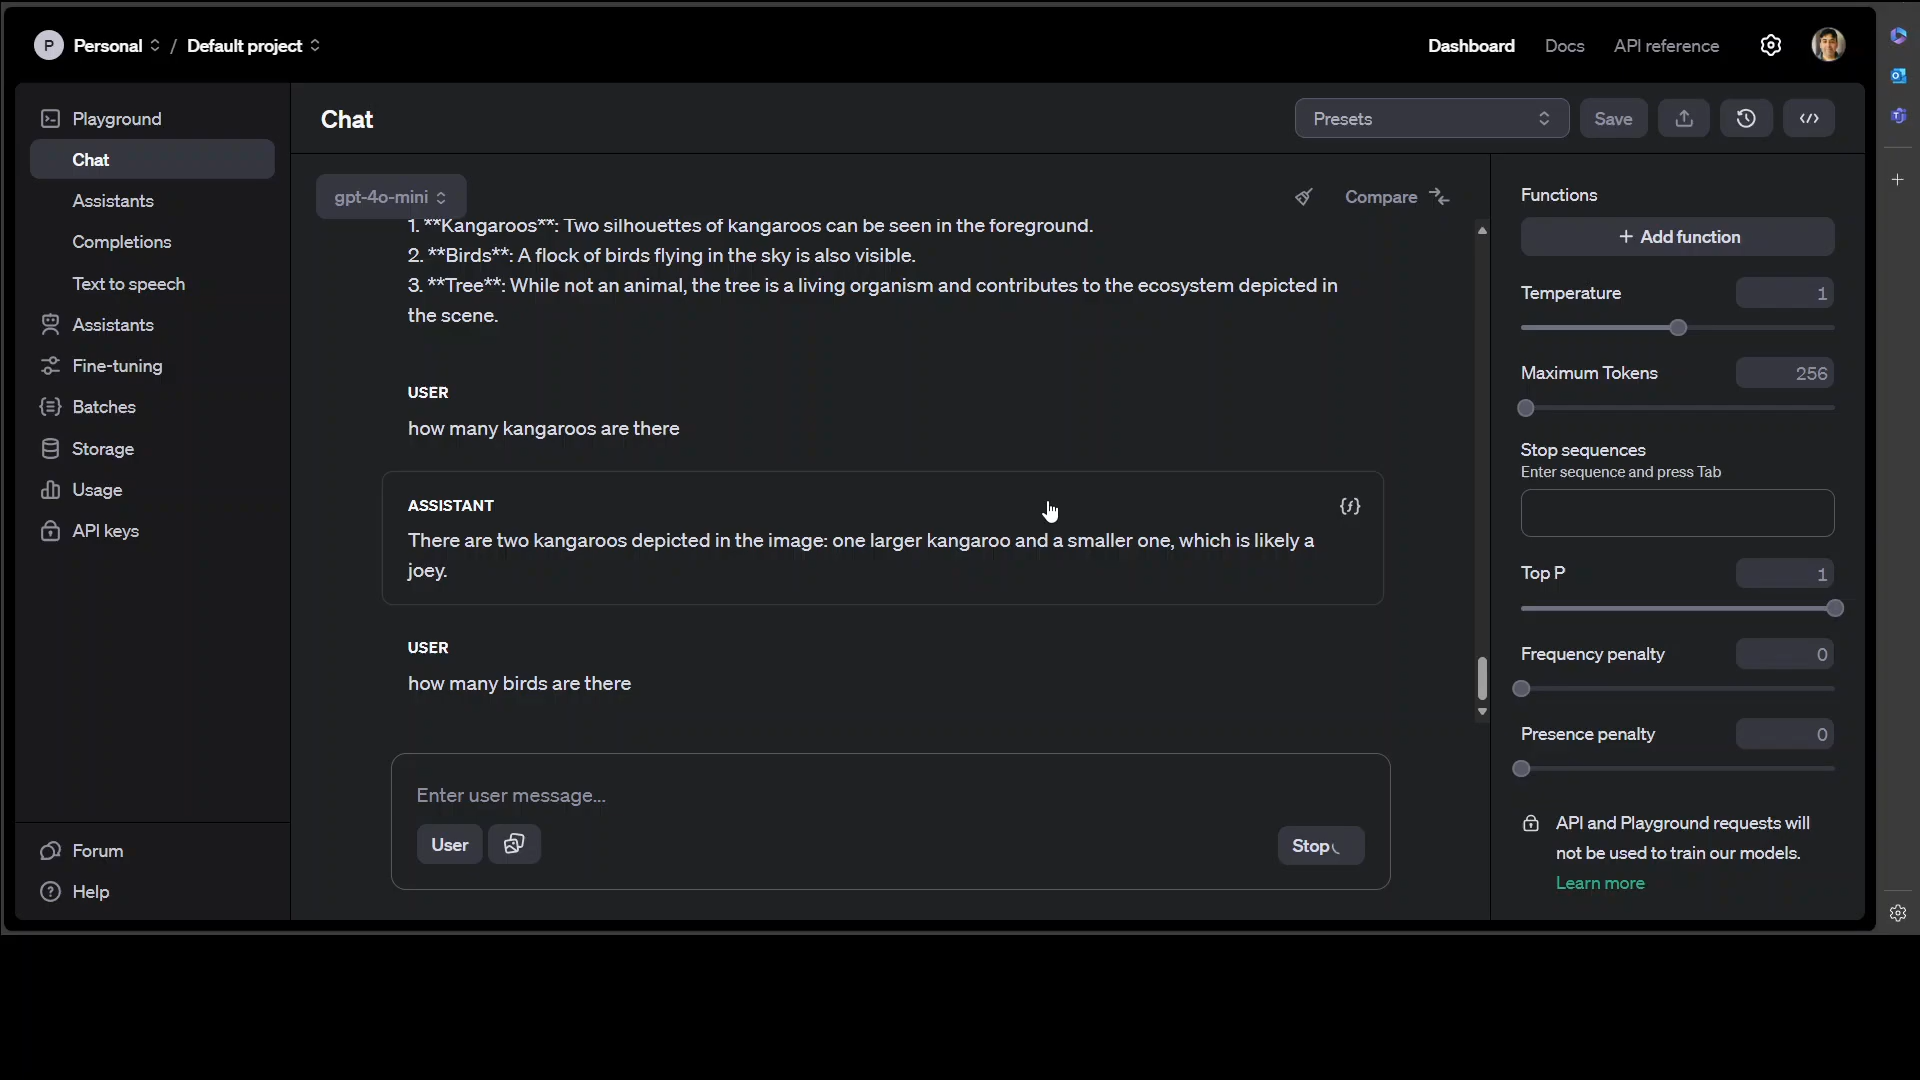 P Personal / Default project
Dashboard Docs API reference
Playground
Chat
Assistants
Completions
Text to speech
Assistants
Fine-tuning
Batches
Storage
Usage
API keys
Forum
Help
Chat
Presets
Save
gpt-4o-mini
Compare
1. **Kangaroos**: Two silhouettes of kangaroos can be seen in the foreground.
2. **Birds**: A flock of birds flying in the sky is also visible.
3. **Tree**: While not an animal, the tree is a living organism and contributes to the ecosystem depicted in
the scene.
USER
how many kangaroos are there
ASSISTANT
There are two kangaroos depicted in the image: one larger kangaroo and a smaller one, which is likely a
joey.
USER
how many birds are there
Enter user message...
User
Stop
Functions
+ Add function
Temperature 1
Maximum Tokens 256
Stop sequences
Enter sequence and press Tab
Top P 1
Frequency penalty 0
Presence penalty 0
API and Playground requests will
not be used to train our models.
Learn more